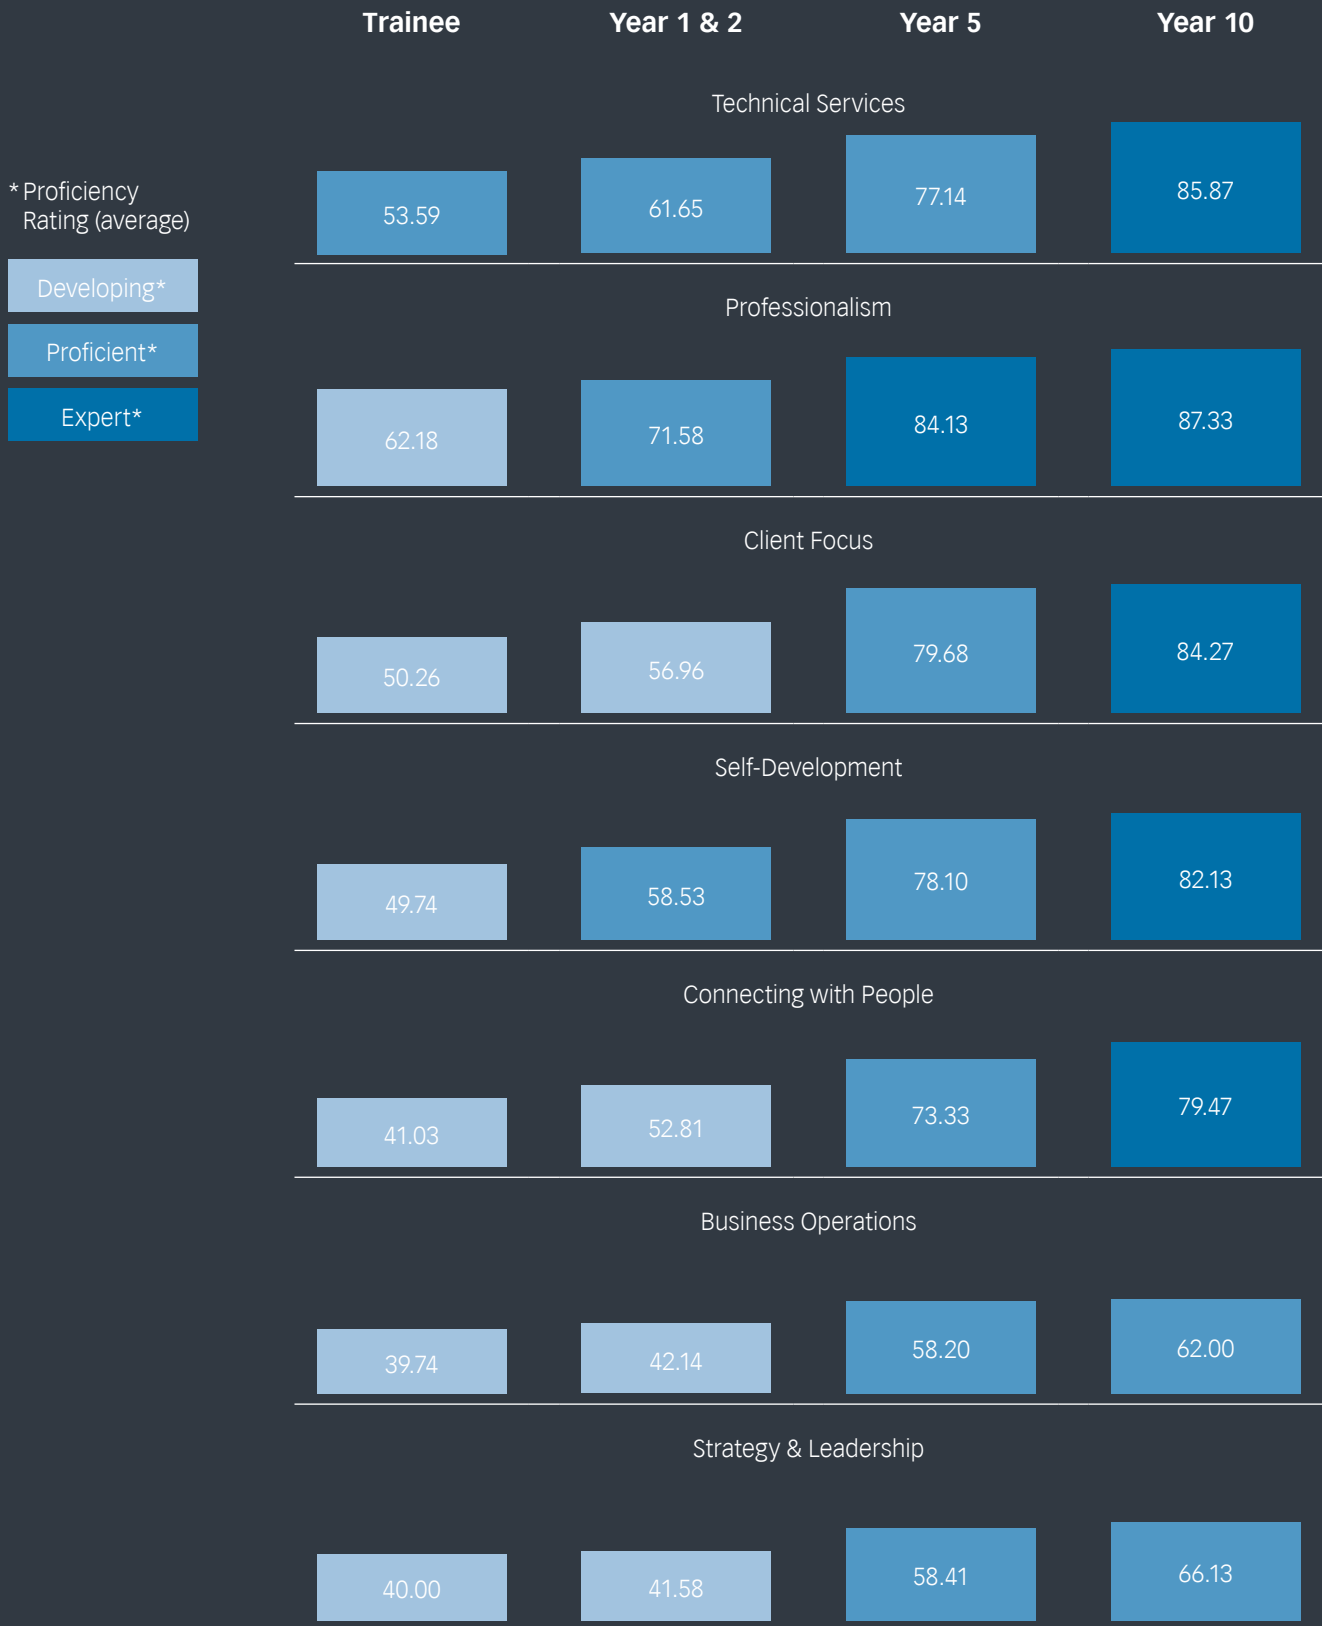 Trainee Year 1 & 2 Year 5 Year 10
Technical Services
* Proficiency
Rating (average)
53.59 61.65 77.14 85.87
Developing*
Proficient*
Expert*
Professionalism
62.18 71.58 84.13 87.33
Client Focus
50.26 56.96 79.68 84.27
Self-Development
49.74 58.53 78.10 82.13
Connecting with People
41.03 52.81 73.33 79.47
Business Operations
39.74 42.14 58.20 62.00
Strategy & Leadership
40.00 41.58 58.41 66.13